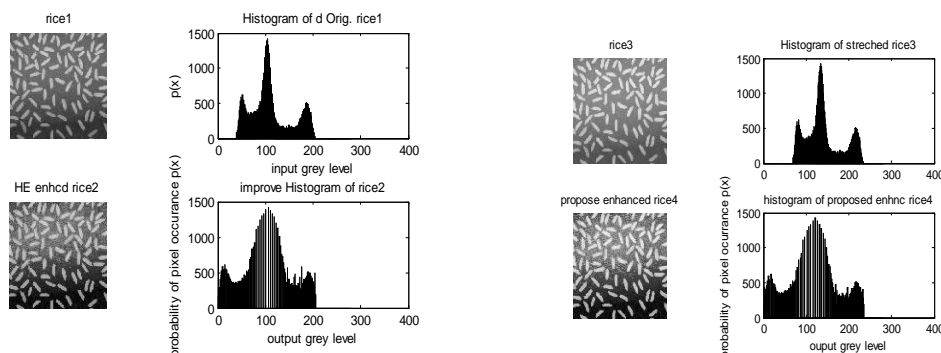 rice1
Histogram of d Orig. rice1
p(x)
1500
1000
500
0
0 100 200 300 400
input grey level
HE enhcd rice2
improve Histogram of rice2
probability of pixel occurrance p(x)
1500
1000
500
0
0 100 200 300 400
output grey level
rice3
Histogram of streched rice3
1500
1000
500
0
0 100 200 300 400
propose enhanced rice4
histogram of proposed enhnc rice4
probability of pixel occurrance p(x)
1500
1000
500
0
0 100 200 300 400
ouput grey level